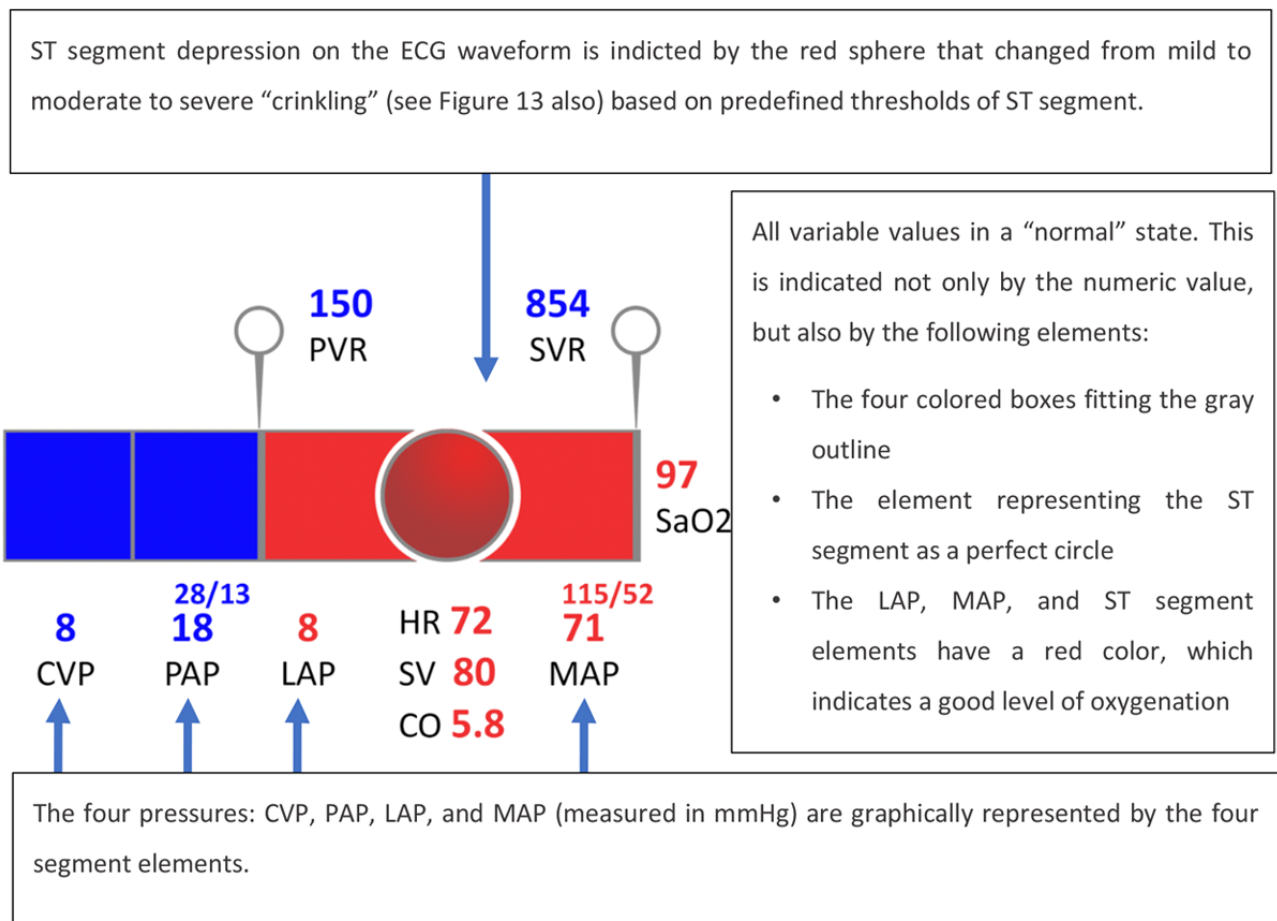 ST segment depression on the ECG waveform is indicted by the red sphere that changed from mild to
moderate to severe “crinkling” (see Figure 13 also) based on predefined thresholds of ST segment.
All variable values in a “normal” state. This
is indicated not only by the numeric value,
but also by the following elements:
• The four colored boxes fitting the gray
outline
• The element representing the ST
segment as a perfect circle
• The LAP, MAP, and ST segment
elements have a red color, which
indicates a good level of oxygenation
150
PVR
854
SVR
97
SaO2
28/13
18
PAP
8
CVP
8
LAP
HR 72
SV 80
CO 5.8
115/52
71
MAP
The four pressures: CVP, PAP, LAP, and MAP (measured in mmHg) are graphically represented by the four
segment elements.